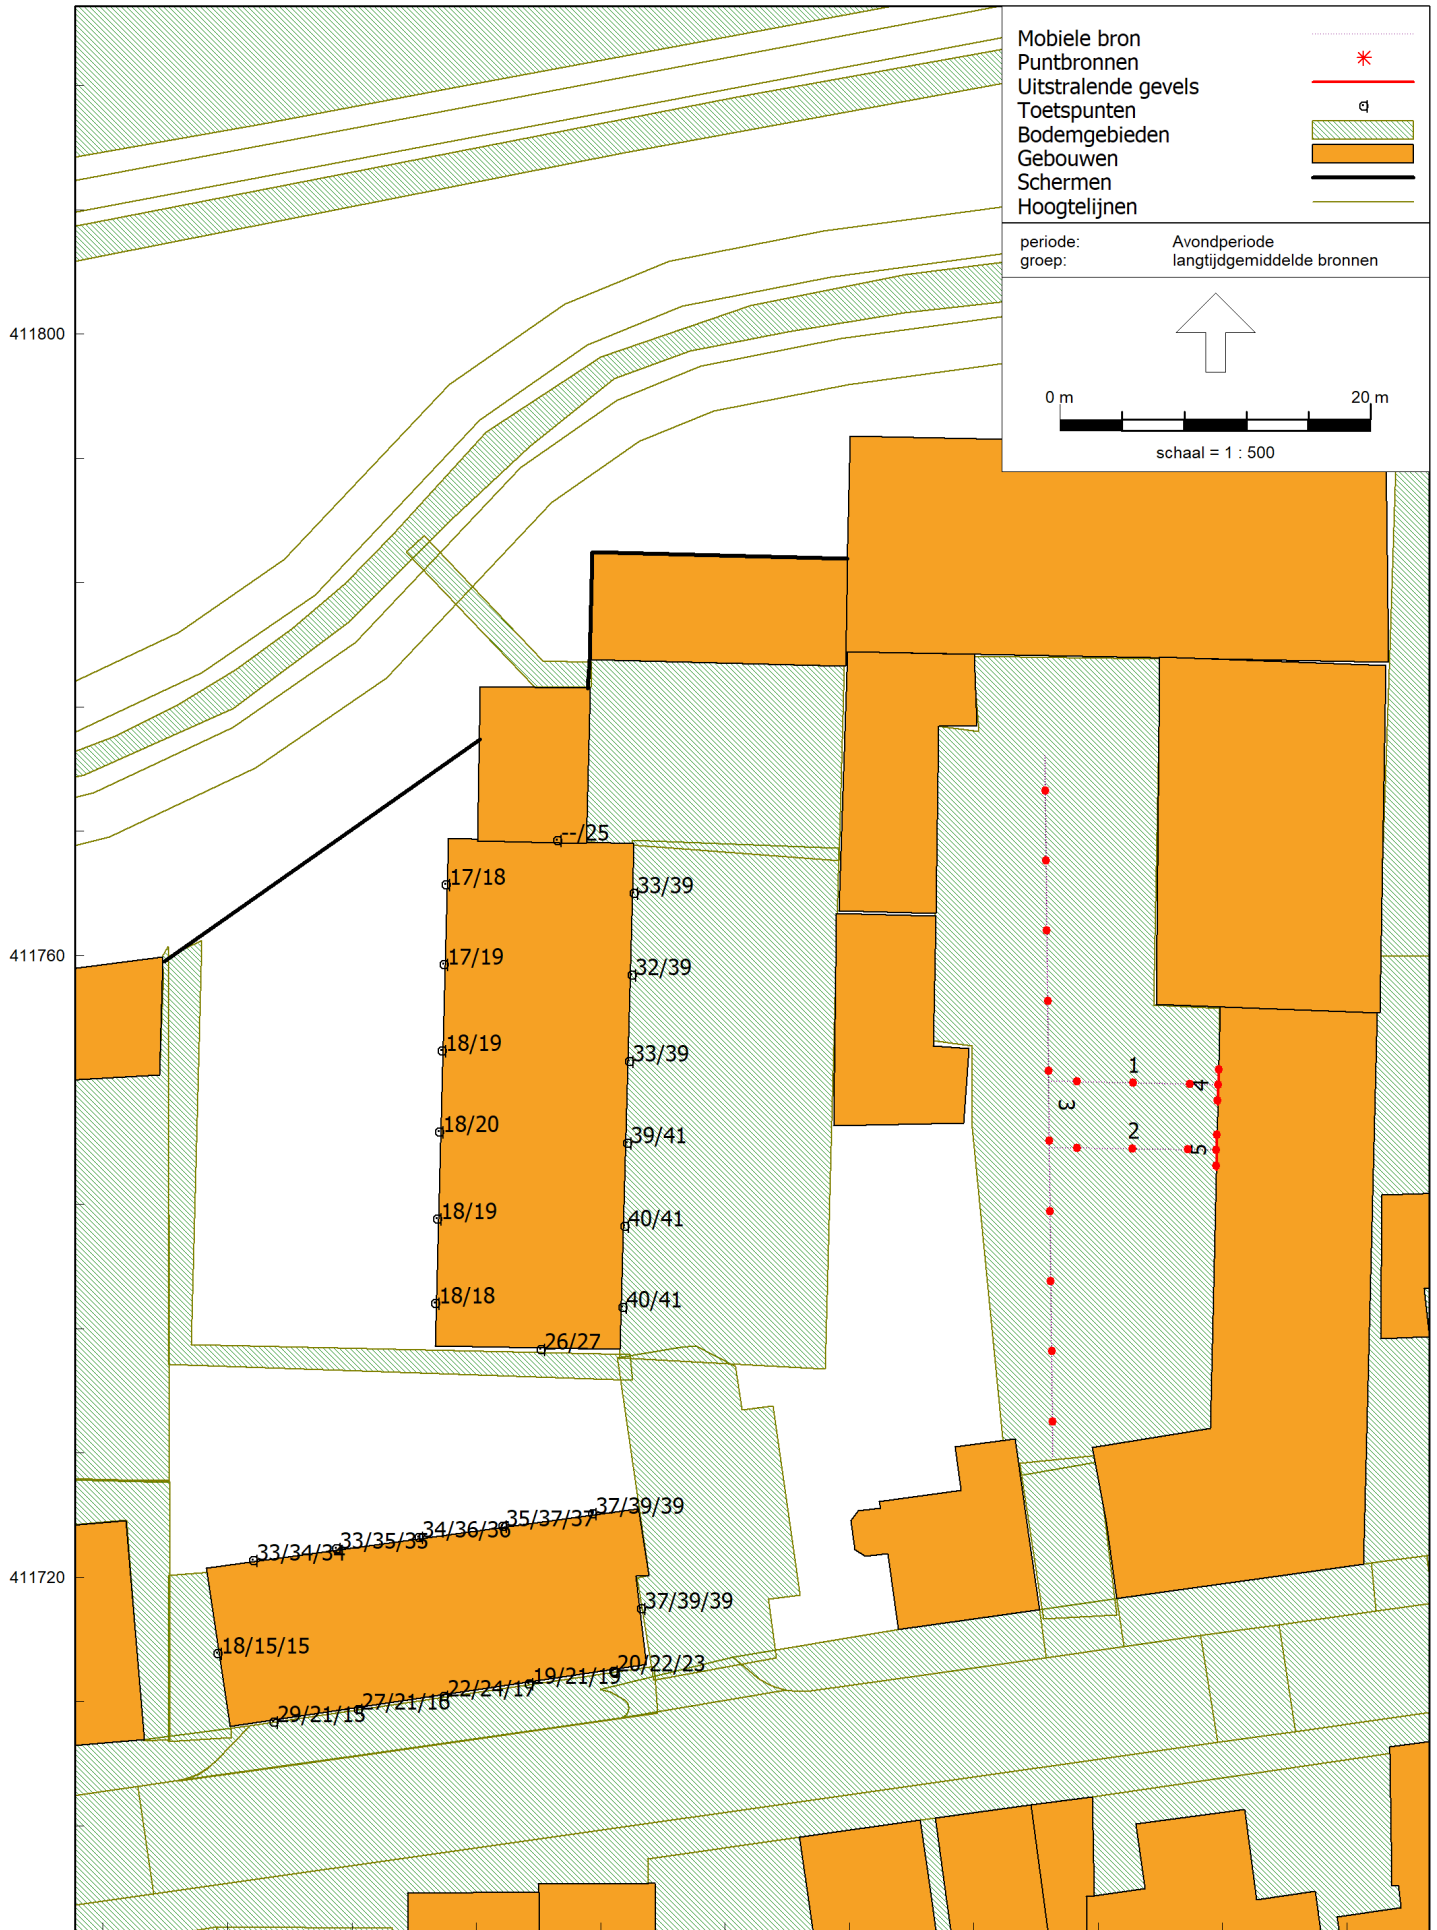 Mobiele bron
Puntbronnen
Uitstralende gevels
Toetspunten
Bodemgebieden
Gebouwen
Schermen
Hoogtelijnen
periode: Avondperiode
groep: langtijdgemiddelde bronnen
411800
0 m 20 m
schaal = 1 : 500
--/25
17/18
33/39
411760
17/19
32/39
18/19
33/39
1
4
3
18/20
39/41
2
5
18/19
40/41
18/18
40/41
26/27
37/39/39
35/37/37
34/36/36
33/35/35
33/34/34
411720
37/39/39
18/15/15
20/22/23
19/21/19
22/24/17
27/21/16
29/21/15